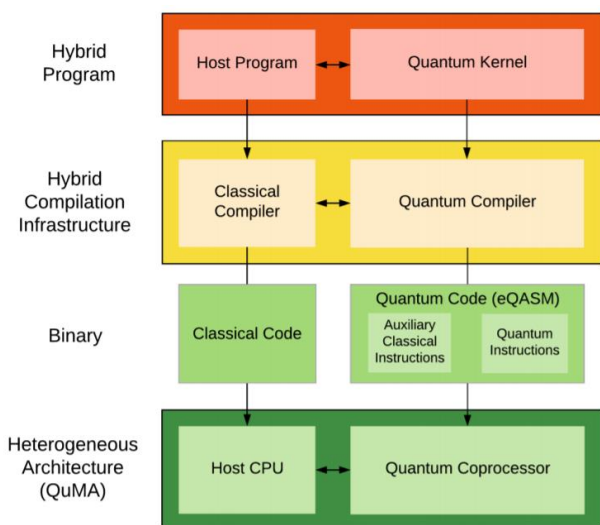 Hybrid
Program
Host Program
Quantum Kernel
Hybrid
Compilation
Infrastructure
Classical
Compiler
Quantum Compiler
Binary
Classical Code
Quantum Code (eQASM)
Auxiliary
Classical
Instructions
Quantum
Instructions
Heterogeneous
Architecture
(QuMA)
Host CPU
Quantum Coprocessor